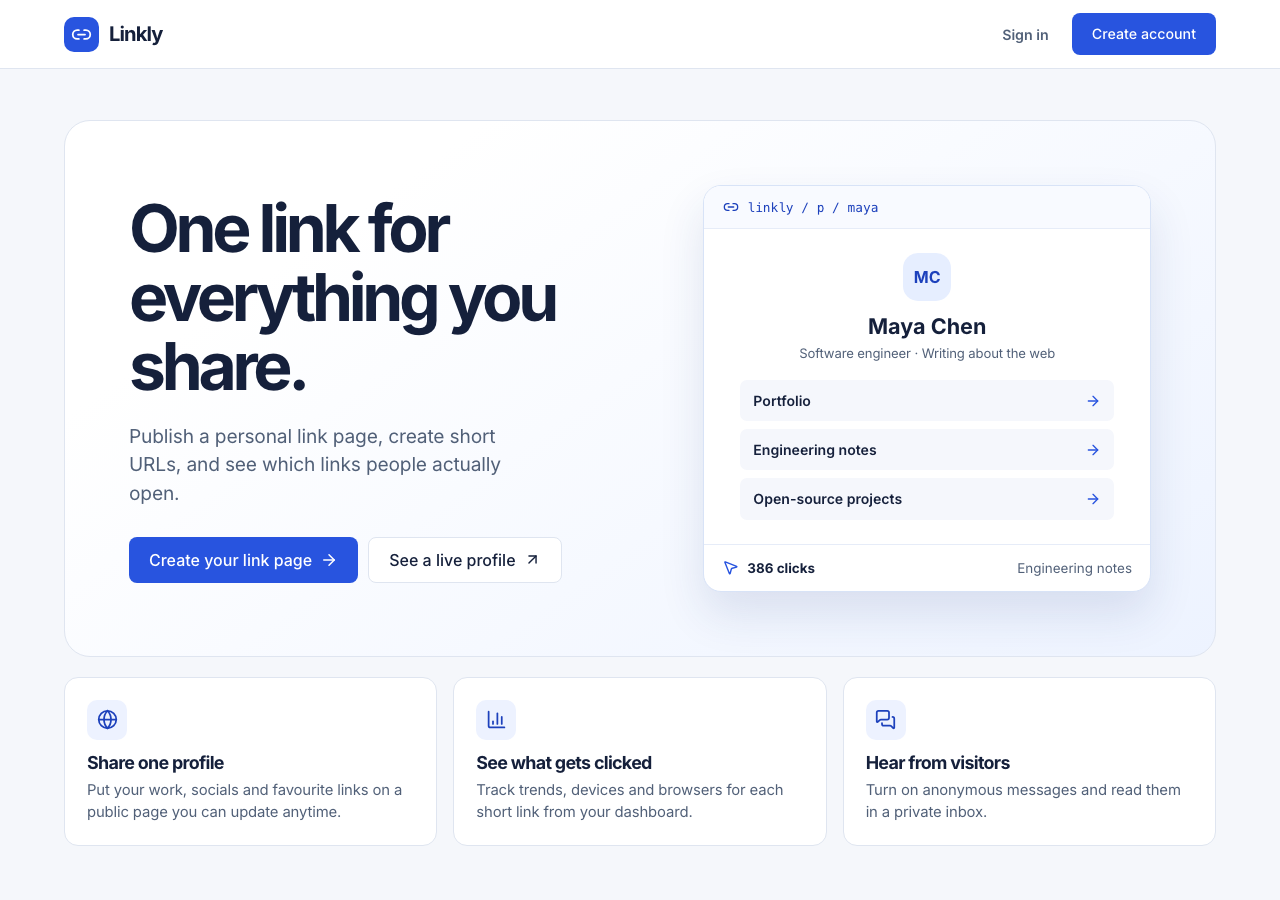 Linkly
Sign in
Create account
One link for
everything you
share.
Publish a personal link page, create short
URLs, and see which links people actually
open.
Create your link page
See a live profile
linkly / p / maya
MC
Maya Chen
Software engineer · Writing about the web
Portfolio
Engineering notes
Open-source projects
386 clicks
Engineering notes
Share one profile
Put your work, socials and favourite links on a
public page you can update anytime.
See what gets clicked
Track trends, devices and browsers for each
short link from your dashboard.
Hear from visitors
Turn on anonymous messages and read them
in a private inbox.